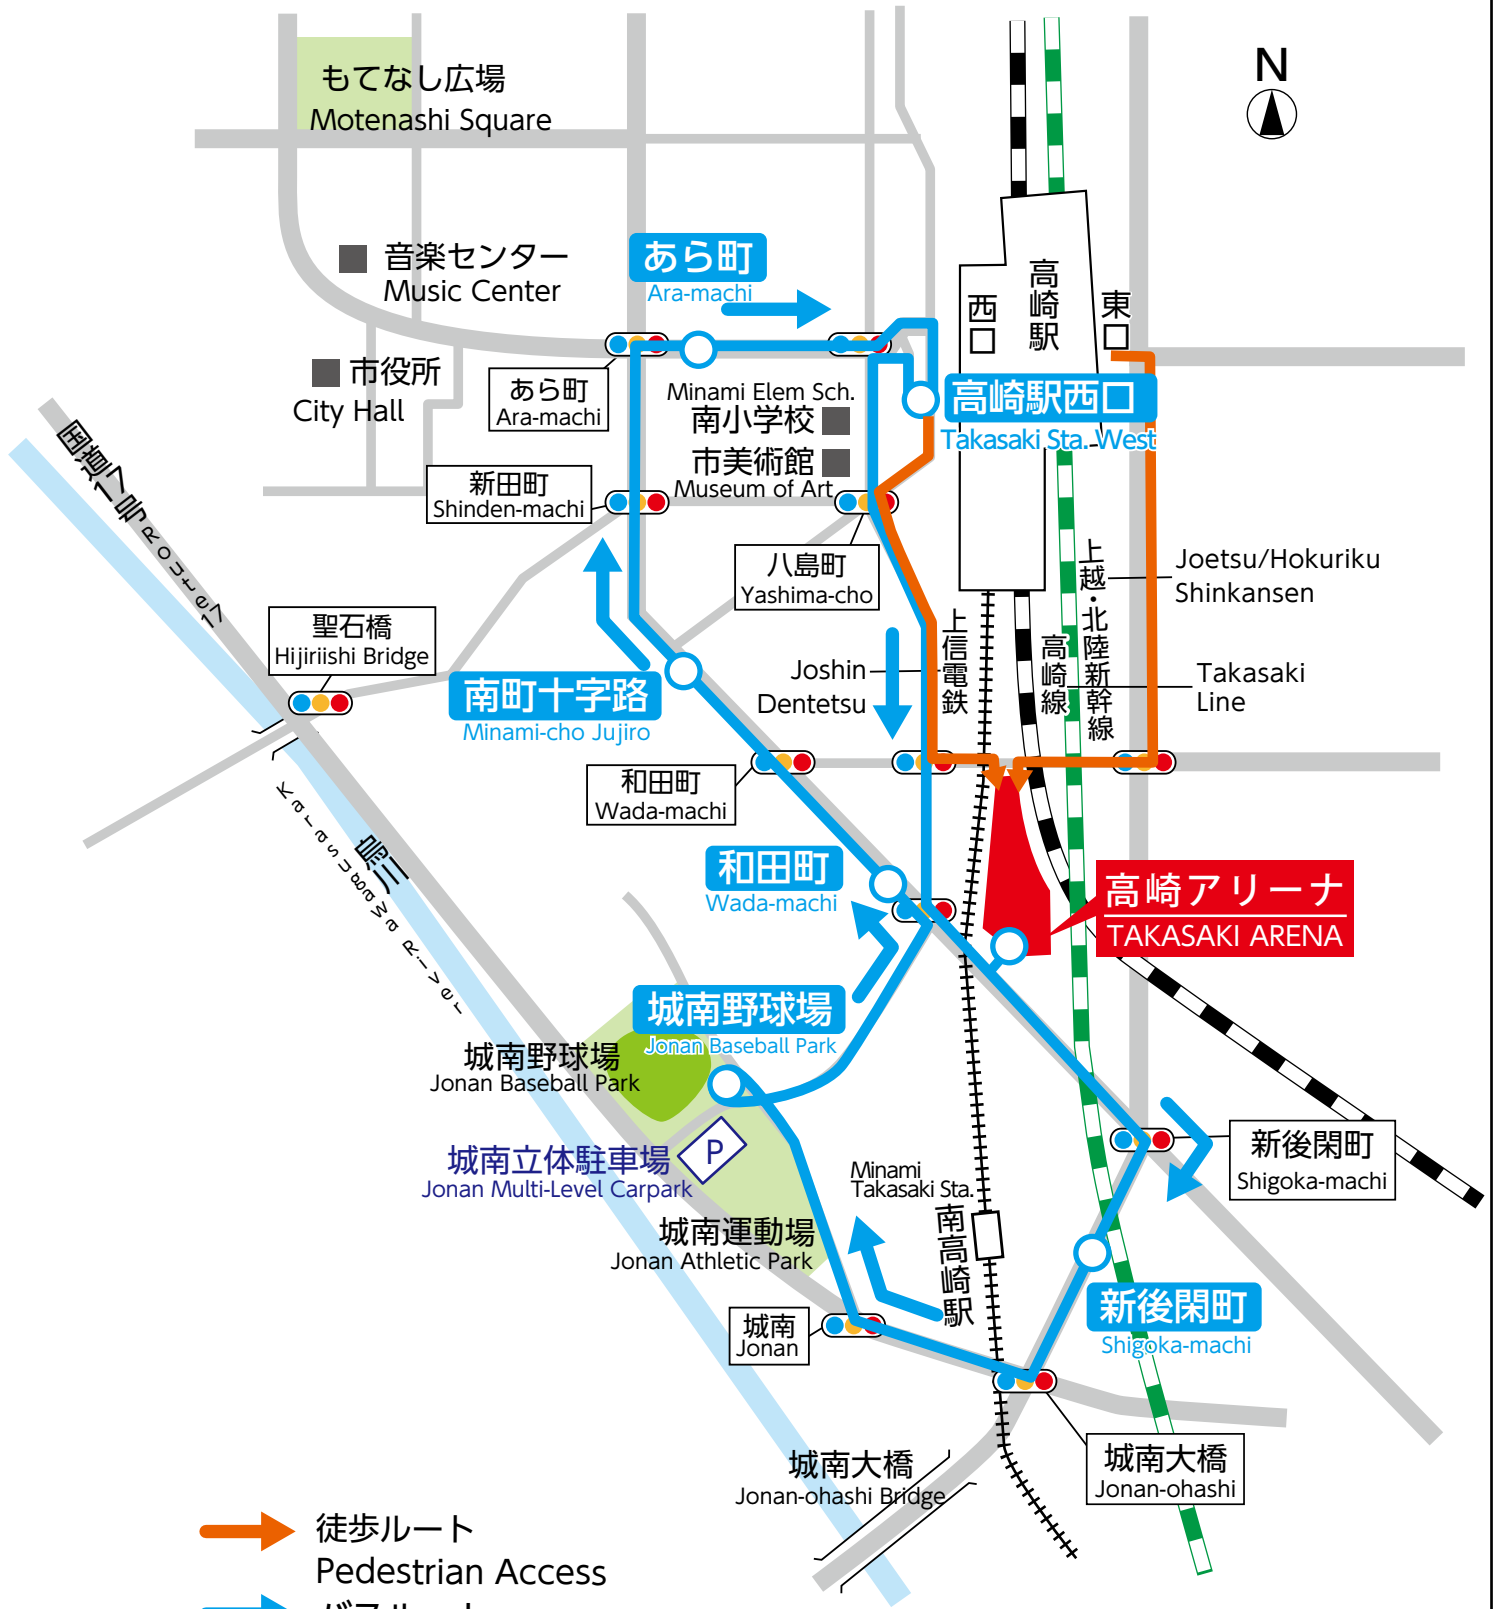 もてなし広場
Motenashi Square
N
音楽センター
Music Center
あら町
Ara-machi
西口
高崎駅
東口
市役所
City Hall
あら町
Ara-machi
Minami Elem Sch.
南小学校
市美術館
Museum of Art
高崎駅西口
Takasaki Sta. West
国道17号
Route17
新田町
Shinden-machi
八島町
Yashima-cho
上越・北陸新幹線
Joetsu/Hokuriku
Shinkansen
聖石橋
Hijiriishi Bridge
上信電鉄
Joshin
Dentetsu
高崎線
Takasaki
Line
南町十字路
Minami-cho Jujiro
和田町
Wada-machi
烏川
Karasugawa River
和田町
Wada-machi
高崎アリーナ
TAKASAKI ARENA
城南野球場
Jonan Baseball Park
城南野球場
Jonan Baseball Park
城南立体駐車場
Jonan Multi-Level Carpark
P
新後閑町
Shigoka-machi
Minami
Takasaki Sta.
南高崎駅
城南運動場
Jonan Athletic Park
城南
Jonan
新後閑町
Shigoka-machi
城南大橋
Jonan-ohashi Bridge
城南大橋
Jonan-ohashi
徒歩ルート
Pedestrian Access
バスルート